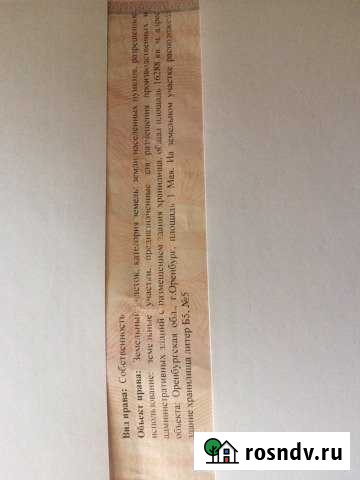 Вид права: Собственность
Объект права: Земельный участок, категория земель: земли населенных пунктов, разрешенное
использование: земельные участки, предназначенные для размещения производственных и
административных зданий с размещением здания хранилища, общая площадь 16288 кв. м, адрес
объекта: Оренбургская обл., г.Оренбург, площадь 1 Мая. На земельном участке расположено
здание хранилища литер Б5, №5
rosndv.ru